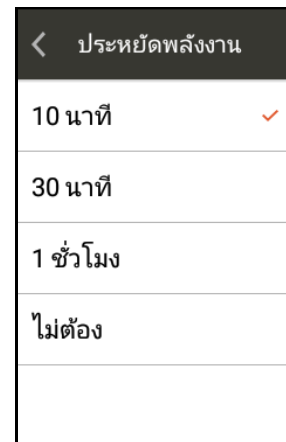 ประหยัดพลังงาน
10 นาที
30 นาที
1 ชั่วโมง
ไม่ต้อง